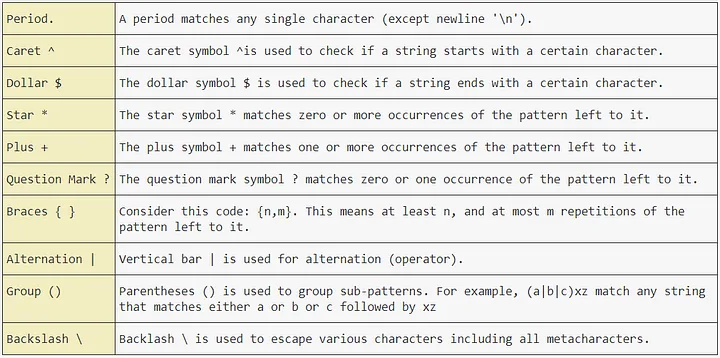 Period. A period matches any single character (except newline '\n').
Caret ^ The caret symbol ^is used to check if a string starts with a certain character.
Dollar $ The dollar symbol $ is used to check if a string ends with a certain character.
Star * The star symbol * matches zero or more occurrences of the pattern left to it.
Plus + The plus symbol + matches one or more occurrences of the pattern left to it.
Question Mark ? The question mark symbol ? matches zero or one occurrence of the pattern left to it.
Braces { } Consider this code: {n,m}. This means at least n, and at most m repetitions of the
pattern left to it.
Alternation | Vertical bar | is used for alternation (operator).
Group () Parentheses () is used to group sub-patterns. For example, (a|b|c)xz match any string
that matches either a or b or c followed by xz
Backslash \ Backlash \ is used to escape various characters including all metacharacters.